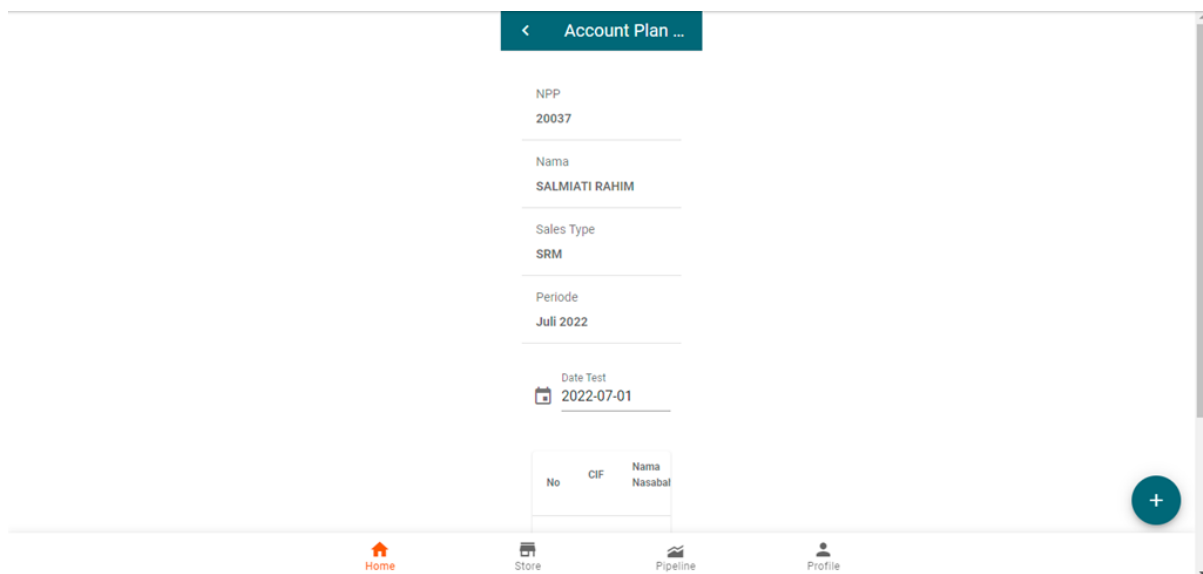 Account Plan ...
NPP
20037
Nama
SALMIATI RAHIM
Sales Type
SRM
Periode
Juli 2022
Date Test
2022-07-01
No CIF Nama
Nasabal
+
Home Store Pipeline Profile